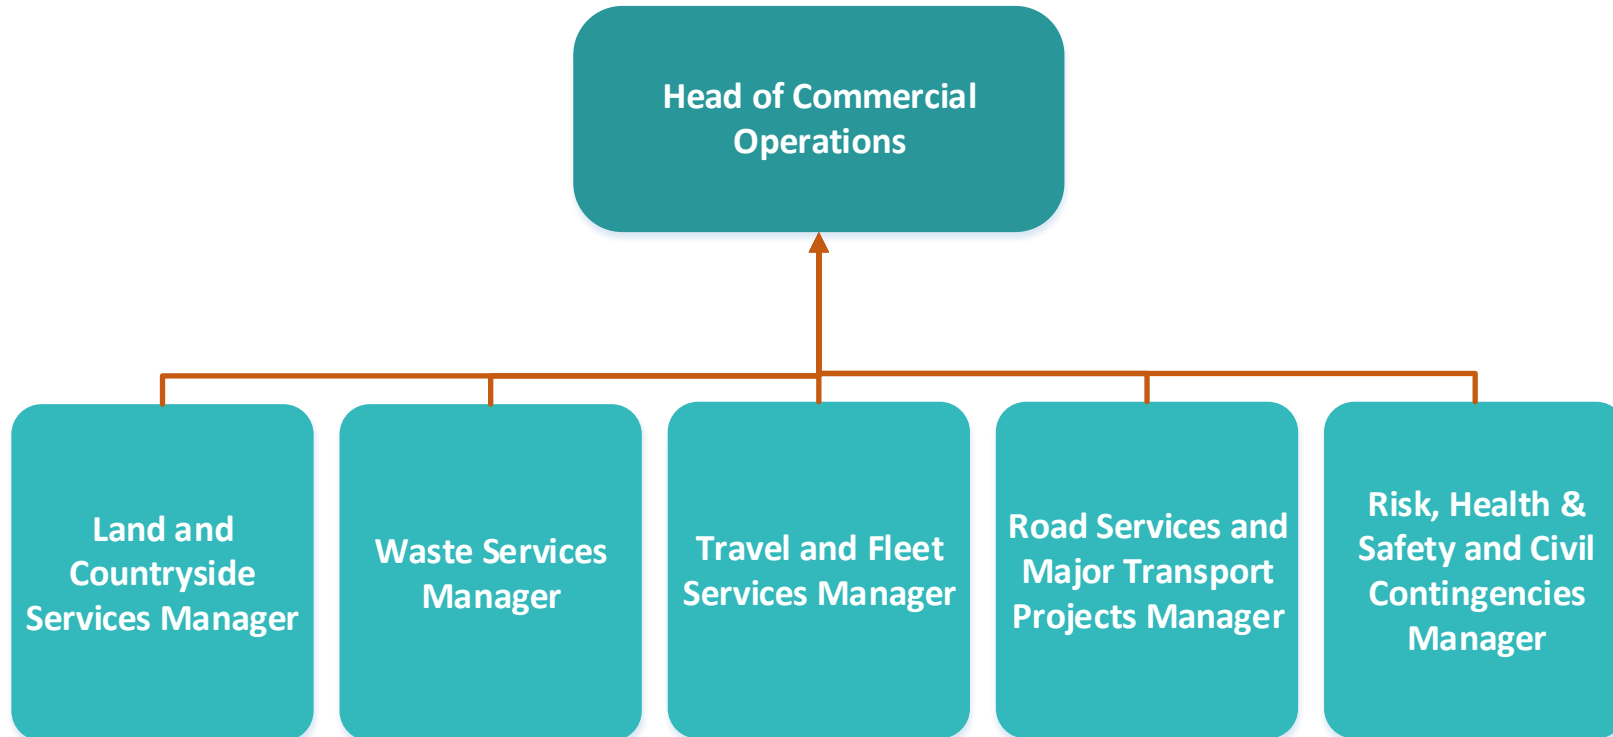 Head of Commercial
Operations
Land and
Countryside
Services Manager
Waste Services
Manager
Travel and Fleet
Services Manager
Road Services and
Major Transport
Projects Manager
Risk, Health &
Safety and Civil
Contingencies
Manager